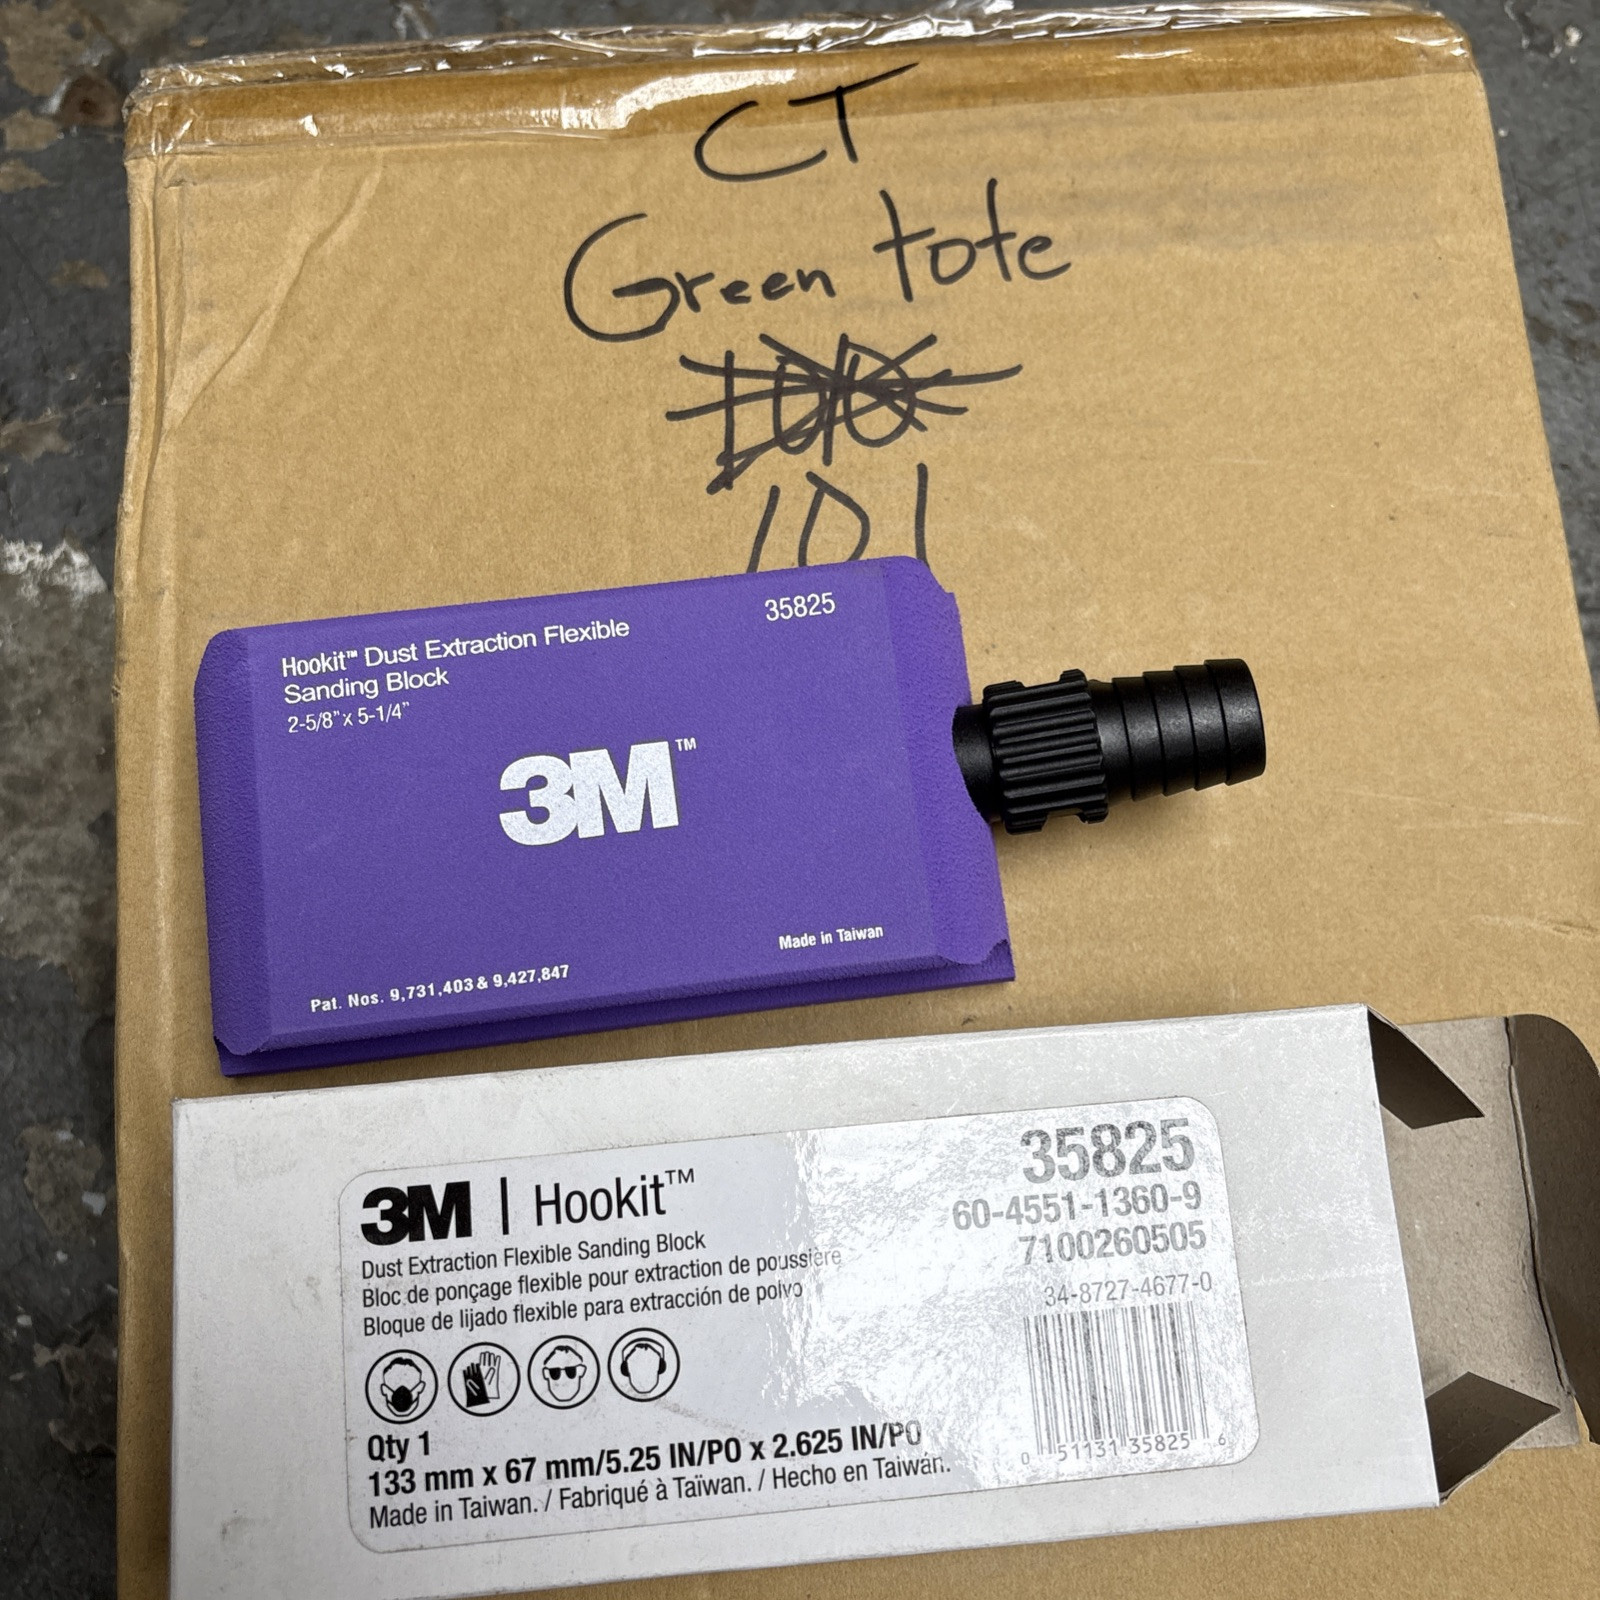 CT
Green tote
101
Hookit™ Dust Extraction Flexible
Sanding Block
2-5/8" x 5-1/4"
35825
3M™
Made in Taiwan
Pat. Nos. 9,731,403 & 9,427,847
3M | Hookit™
Dust Extraction Flexible Sanding Block
Bloc de ponçage flexible pour extraction de poussière
Bloque de lijado flexible para extracción de polvo
Qty 1
133 mm x 67 mm/5.25 IN/PO x 2.625 IN/PO
Made in Taiwan. / Fabriqué à Taïwan. / Hecho en Taiwán.
35825
60-4551-1360-9
7100260505
34-8727-4677-0
0 51131 35825 6